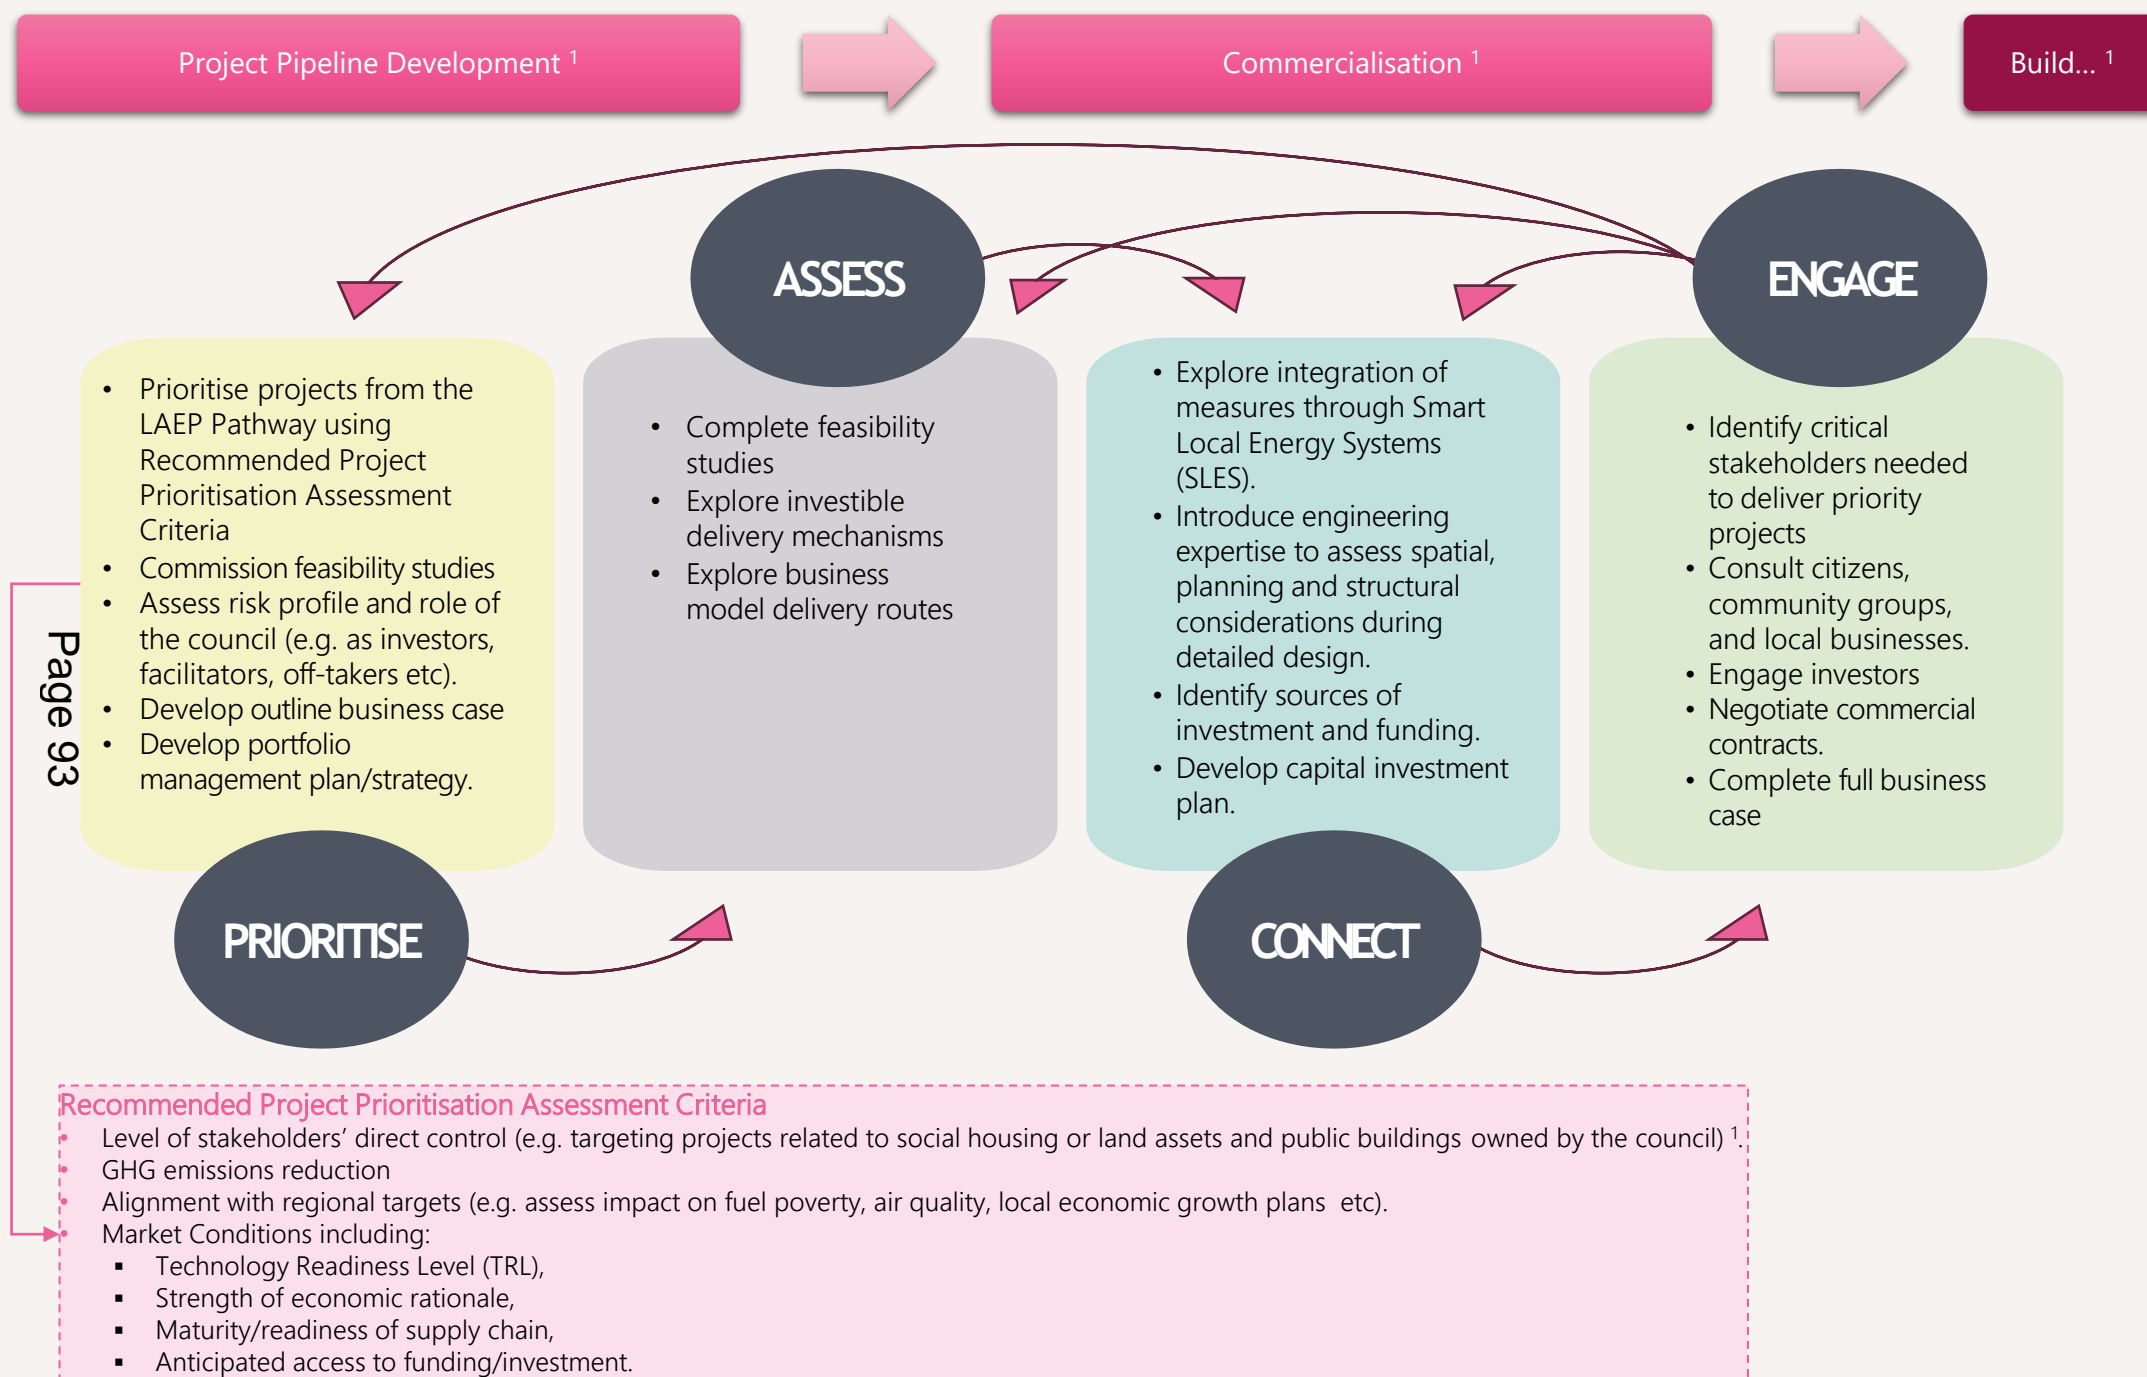 Project Pipeline Development ¹
Commercialisation ¹
Build... ¹
ASSESS
ENGAGE
• Prioritise projects from the
LAEP Pathway using
Recommended Project
Prioritisation Assessment
Criteria
• Commission feasibility studies
• Assess risk profile and role of
the council (e.g. as investors,
facilitators, off-takers etc).
• Develop outline business case
• Develop portfolio
management plan/strategy.
• Complete feasibility
studies
• Explore investible
delivery mechanisms
• Explore business
model delivery routes
• Explore integration of
measures through Smart
Local Energy Systems
(SLES).
• Introduce engineering
expertise to assess spatial,
planning and structural
considerations during
detailed design.
• Identify sources of
investment and funding.
• Develop capital investment
plan.
• Identify critical
stakeholders needed
to deliver priority
projects
• Consult citizens,
community groups,
and local businesses.
• Engage investors
• Negotiate commercial
contracts.
• Complete full business
case
Page 93
PRIORITISE
CONNECT
Recommended Project Prioritisation Assessment Criteria
• Level of stakeholders’ direct control (e.g. targeting projects related to social housing or land assets and public buildings owned by the council) ¹.
• GHG emissions reduction
• Alignment with regional targets (e.g. assess impact on fuel poverty, air quality, local economic growth plans etc).
• Market Conditions including:
▪ Technology Readiness Level (TRL),
▪ Strength of economic rationale,
▪ Maturity/readiness of supply chain,
▪ Anticipated access to funding/investment.